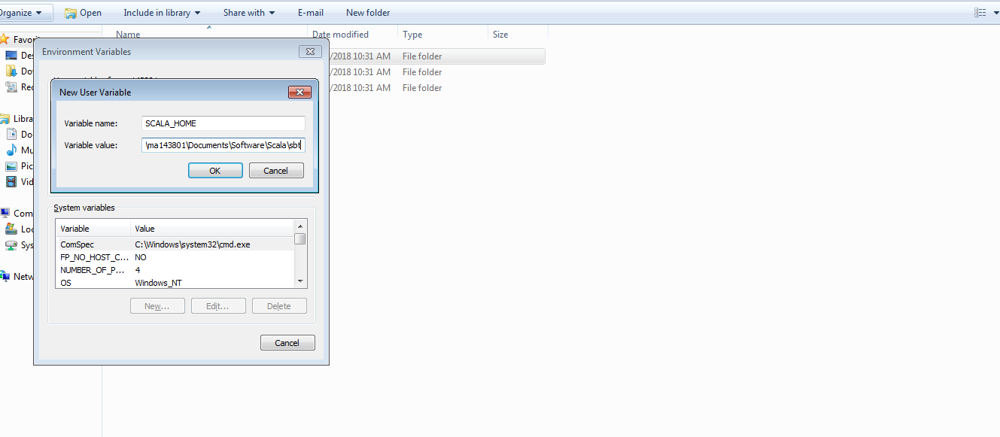 Organize Open Include in library Share with E-mail New folder
Name Date modified Type Size
/2018 10:31 AM File folder
/2018 10:31 AM File folder
/2018 10:31 AM File folder
Favorit
Des
Do
Rec
Libra
Do
Mu
Pic
Vid
Com
Loc
Sys
Netw
Environment Variables
New User Variable
Variable name: SCALA_HOME
Variable value: \ma143801\Documents\Software\Scala\sbt
OK Cancel
System variables
Variable Value
ComSpec C:\Windows\system32\cmd.exe
FP_NO_HOST_C... NO
NUMBER_OF_P... 4
OS Windows_NT
New... Edit... Delete
Cancel